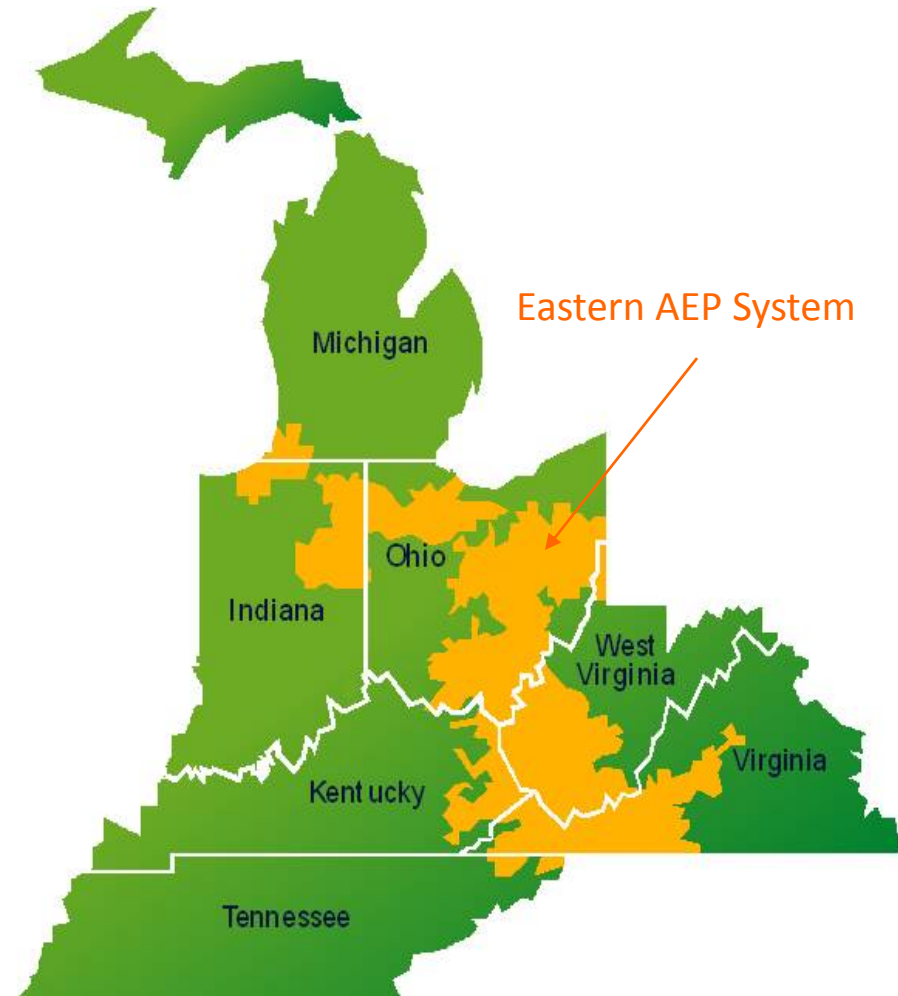 Eastern AEP System
Michigan
Ohio
Indiana
West
Virginia
Virginia
Kentucky
Tennessee